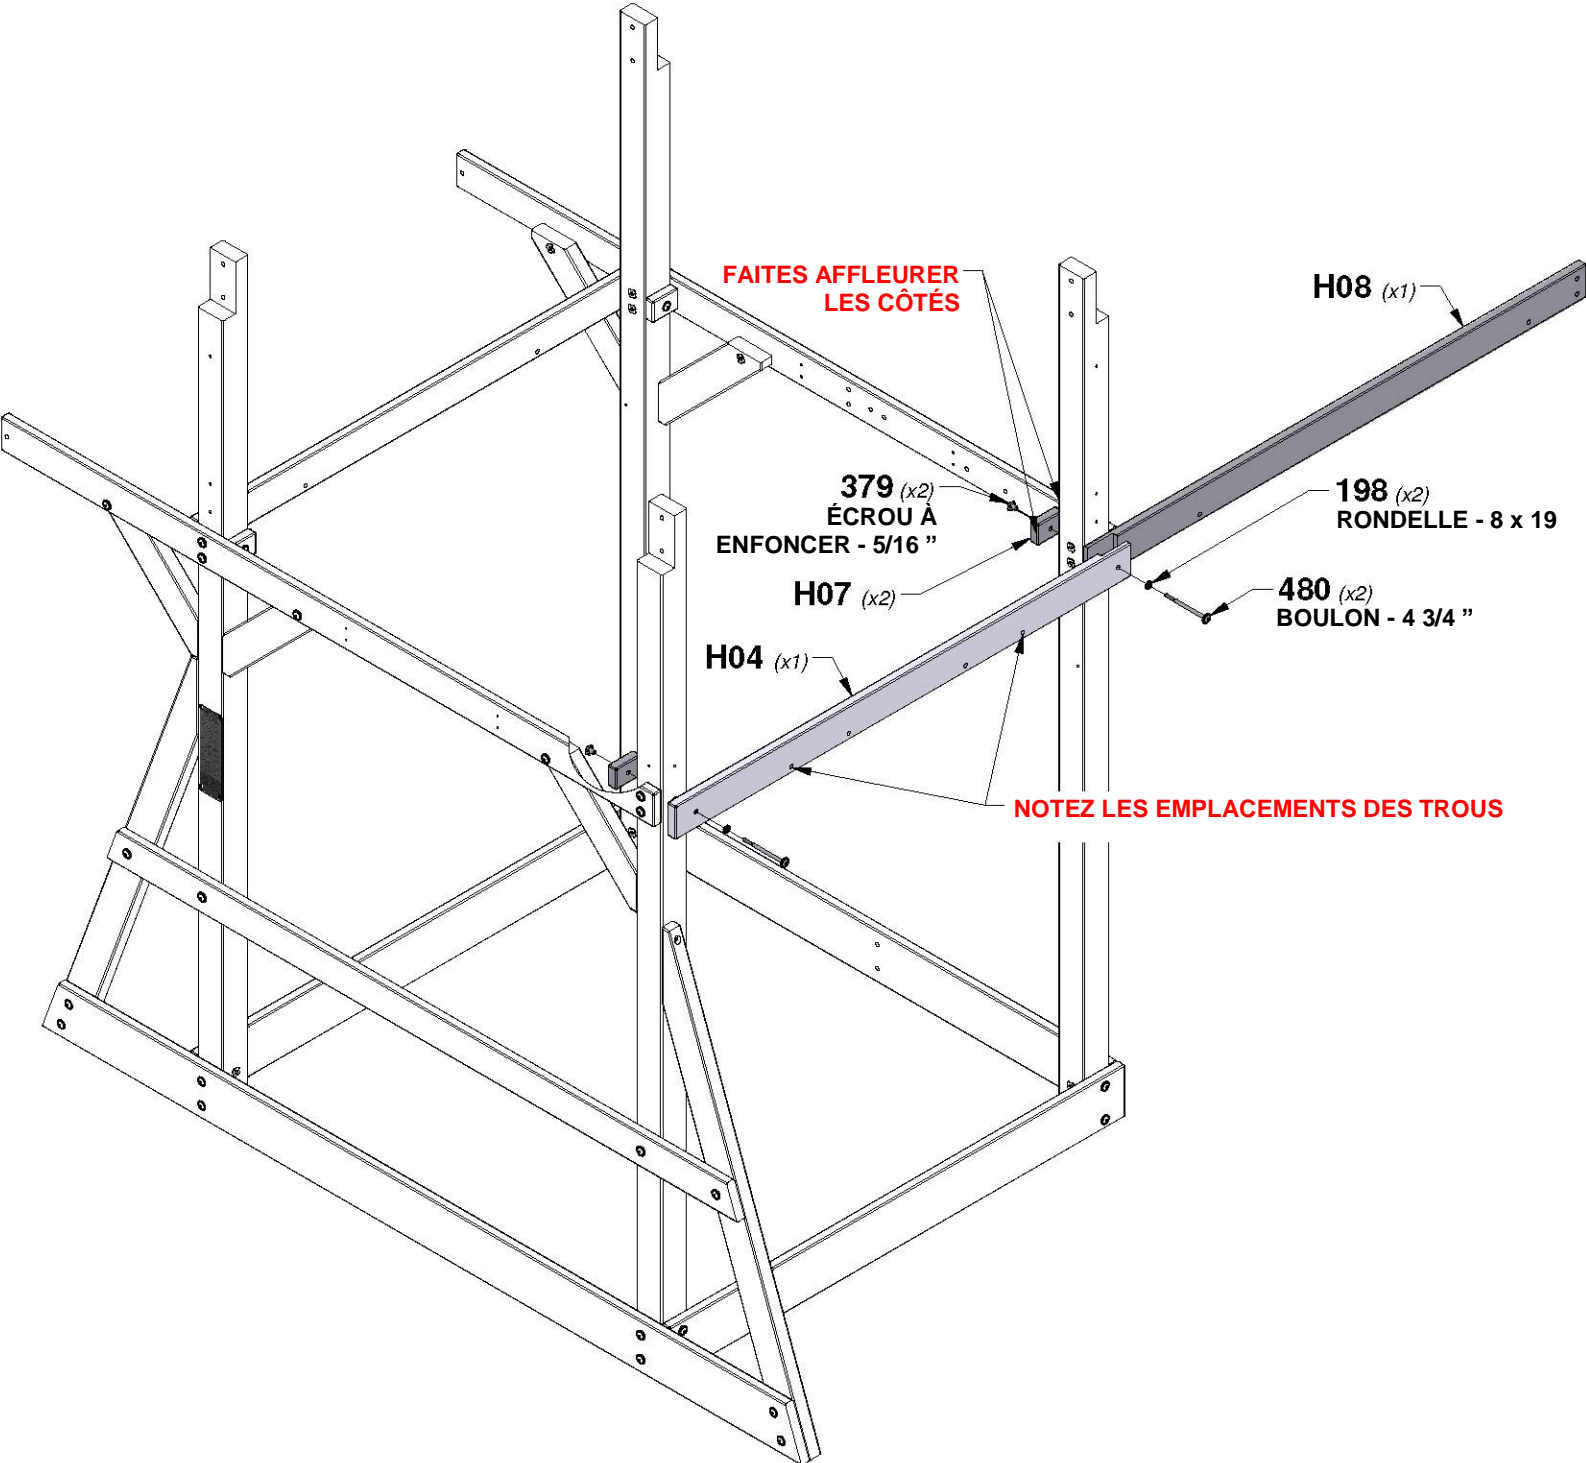 FAITES AFFLEURER
LES CÔTÉS
H08 (x1)
379 (x2)
ÉCROU À
ENFONCER - 5/16 ”
198 (x2)
RONDELLE - 8 x 19
H07 (x2)
480 (x2)
BOULON - 4 3/4 ”
H04 (x1)
NOTEZ LES EMPLACEMENTS DES TROUS